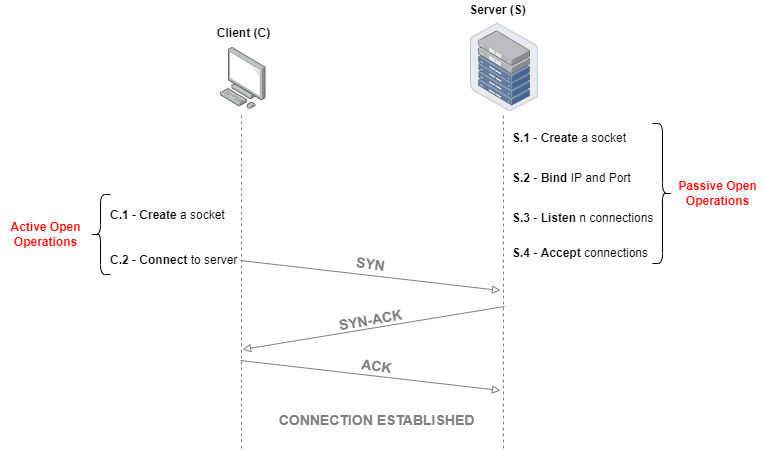 Server (S)
Client (C)
S.1 - Create a socket
S.2 - Bind IP and Port
Passive Open
Operations
C.1 - Create a socket
S.3 - Listen n connections
Active Open
Operations
S.4 - Accept connections
C.2 - Connect to server
SYN
SYN-ACK
ACK
CONNECTION ESTABLISHED